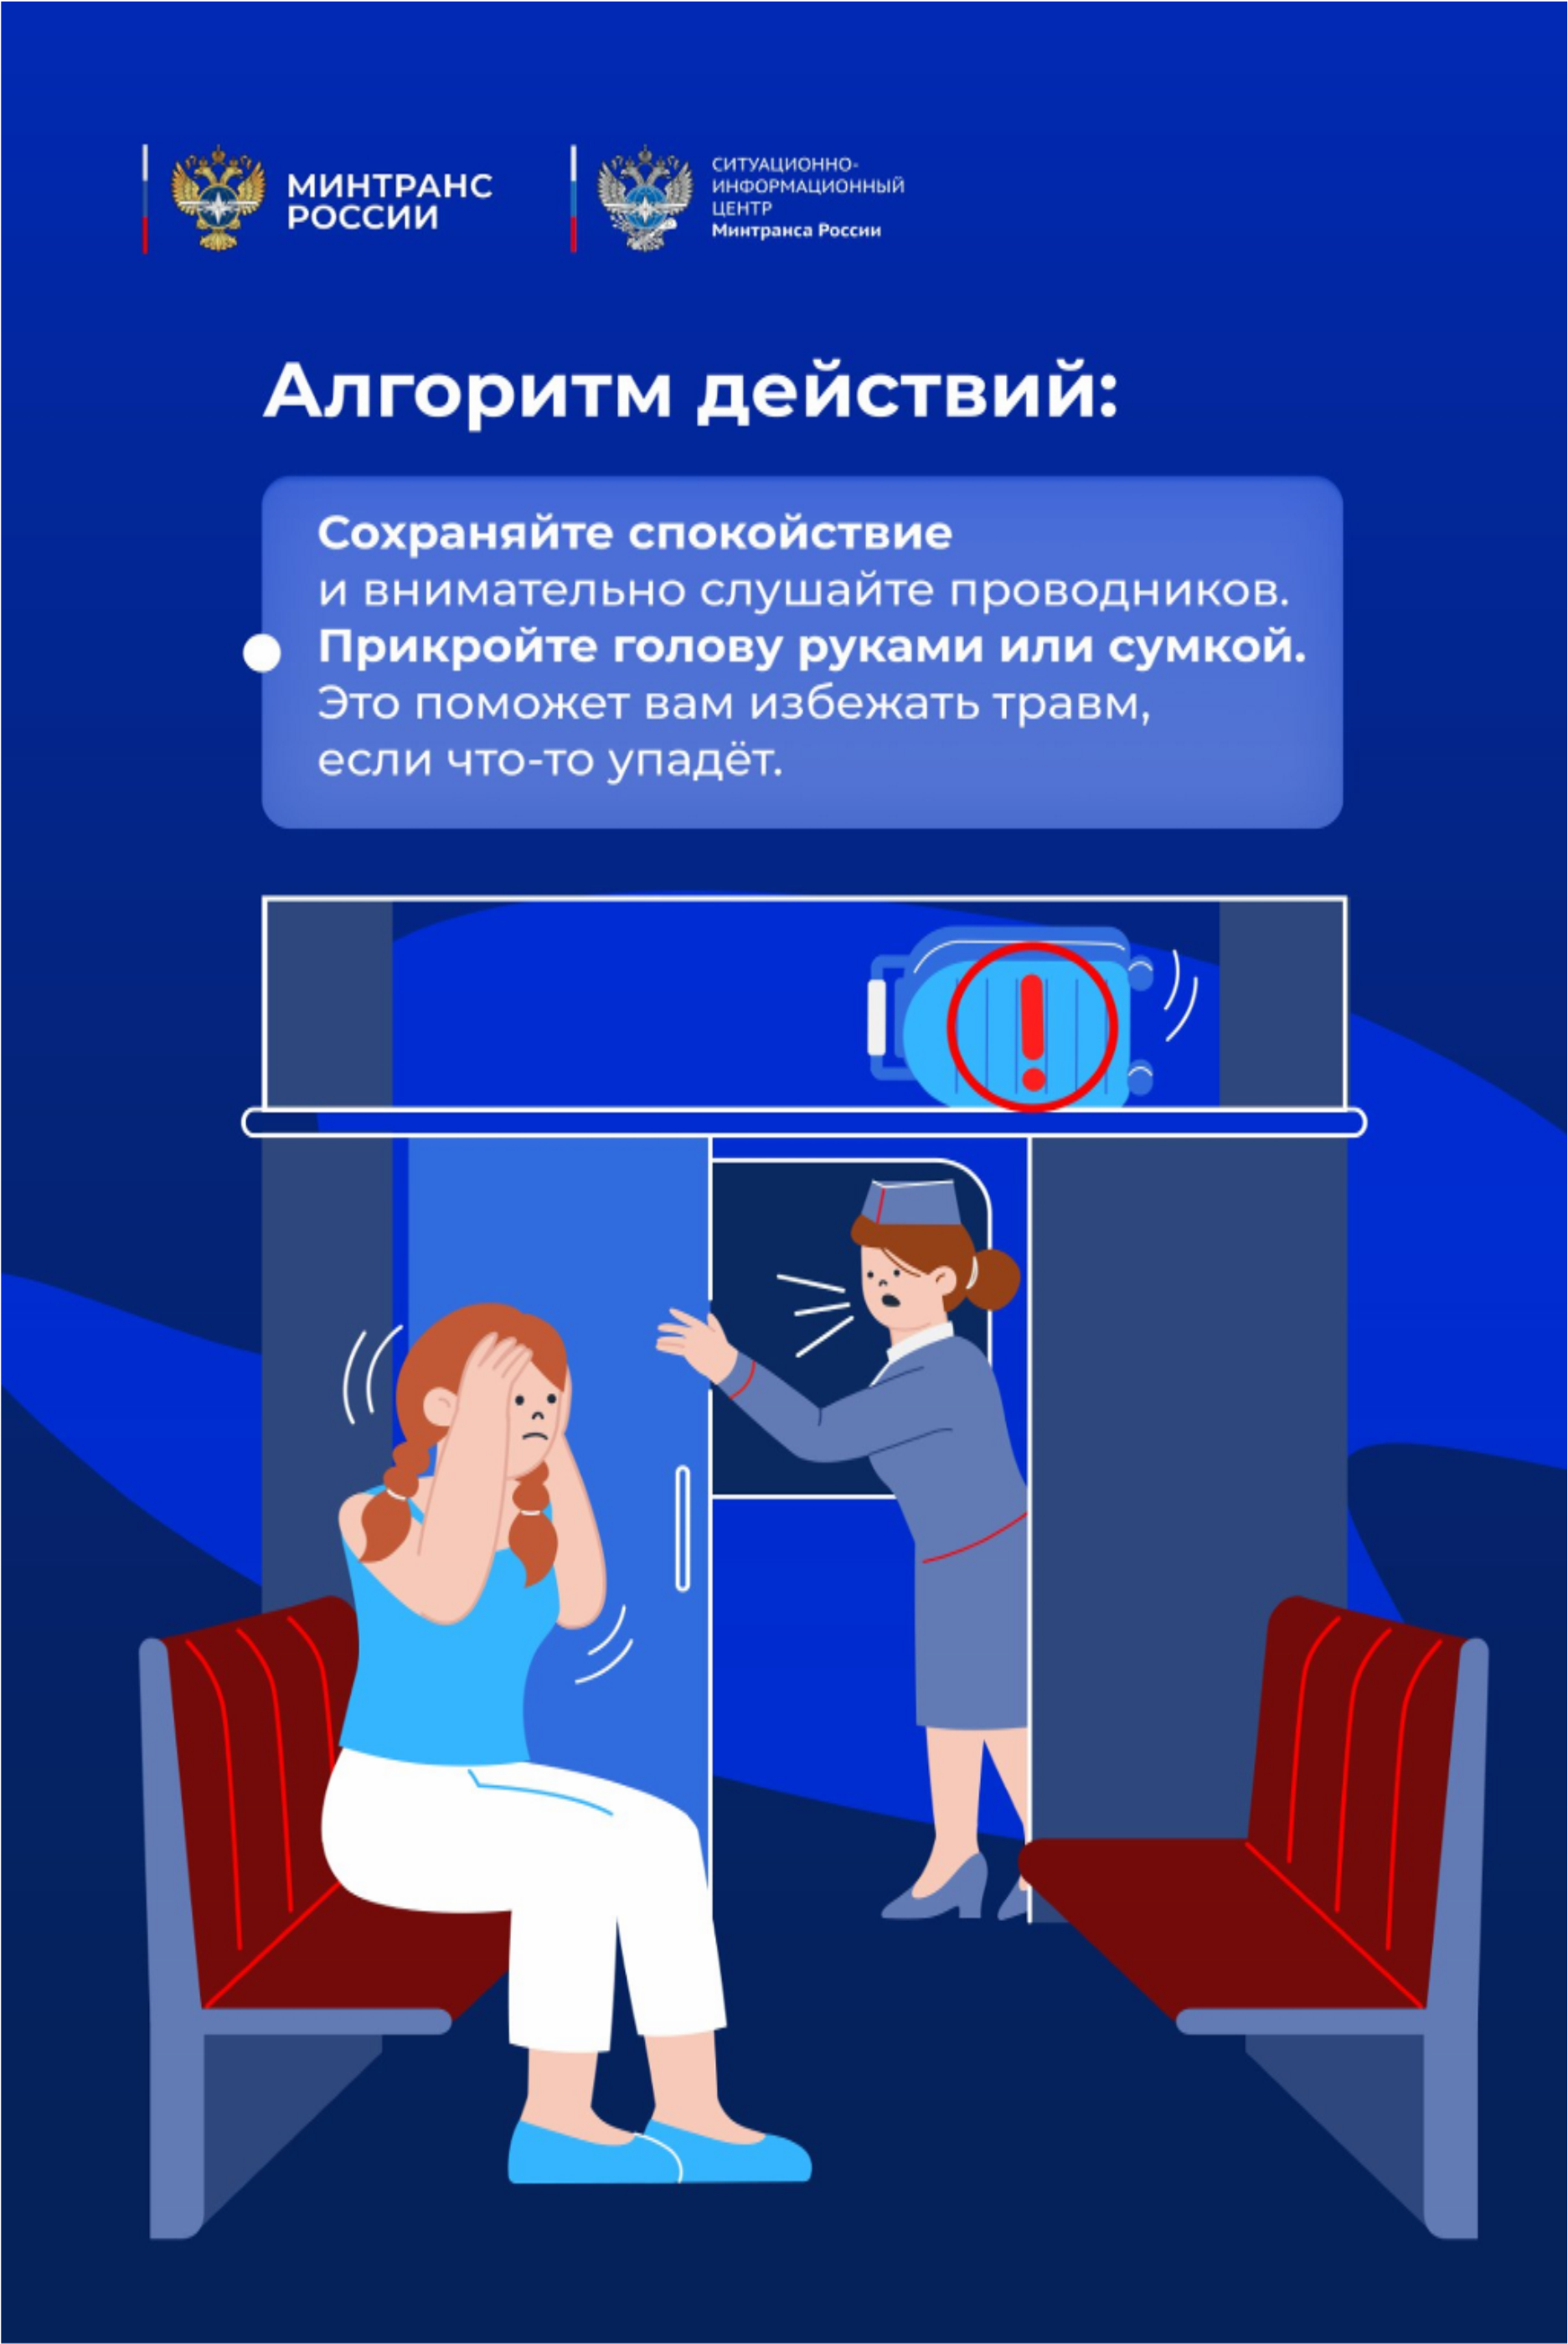 МИНТРАНС
РОССИИ
СИТУАЦИОННО-
ИНФОРМАЦИОННЫЙ
ЦЕНТР
Минтранса России
Алгоритм действий:
Сохраняйте спокойствие
и внимательно слушайте проводников.
Прикройте голову руками или сумкой.
Это поможет вам избежать травм,
если что-то упадёт.